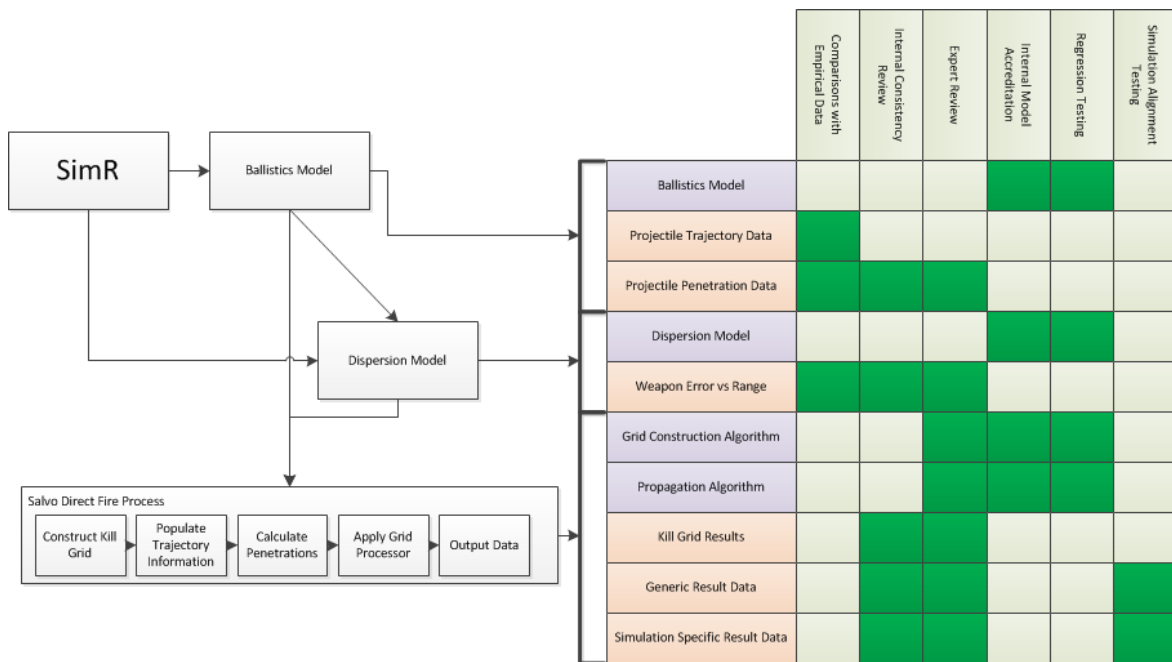 Comparisons with
Empirical Data
Internal Consistency
Review
Expert Review
Internal Model
Accreditation
Regression Testing
Simulation Alignment
Testing
SimR
Ballistics Model
Dispersion Model
Salvo Direct Fire Process
Construct Kill
Grid
Populate
Trajectory
Information
Calculate
Penetrations
Apply Grid
Processor
Output Data
Ballistics Model
Projectile Trajectory Data
Projectile Penetration Data
Dispersion Model
Weapon Error vs Range
Grid Construction Algorithm
Propagation Algorithm
Kill Grid Results
Generic Result Data
Simulation Specific Result Data